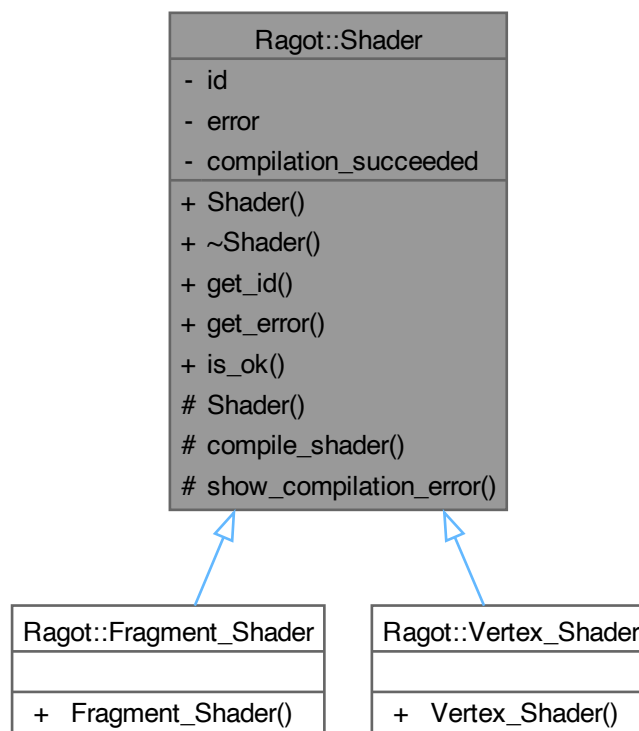 Ragot::Shader
- id
- error
- compilation_succeeded
+ Shader()
+ ~Shader()
+ get_id()
+ get_error()
+ is_ok()
# Shader()
# compile_shader()
# show_compilation_error()
Ragot::Fragment_Shader
+ Fragment_Shader()
Ragot::Vertex_Shader
+ Vertex_Shader()